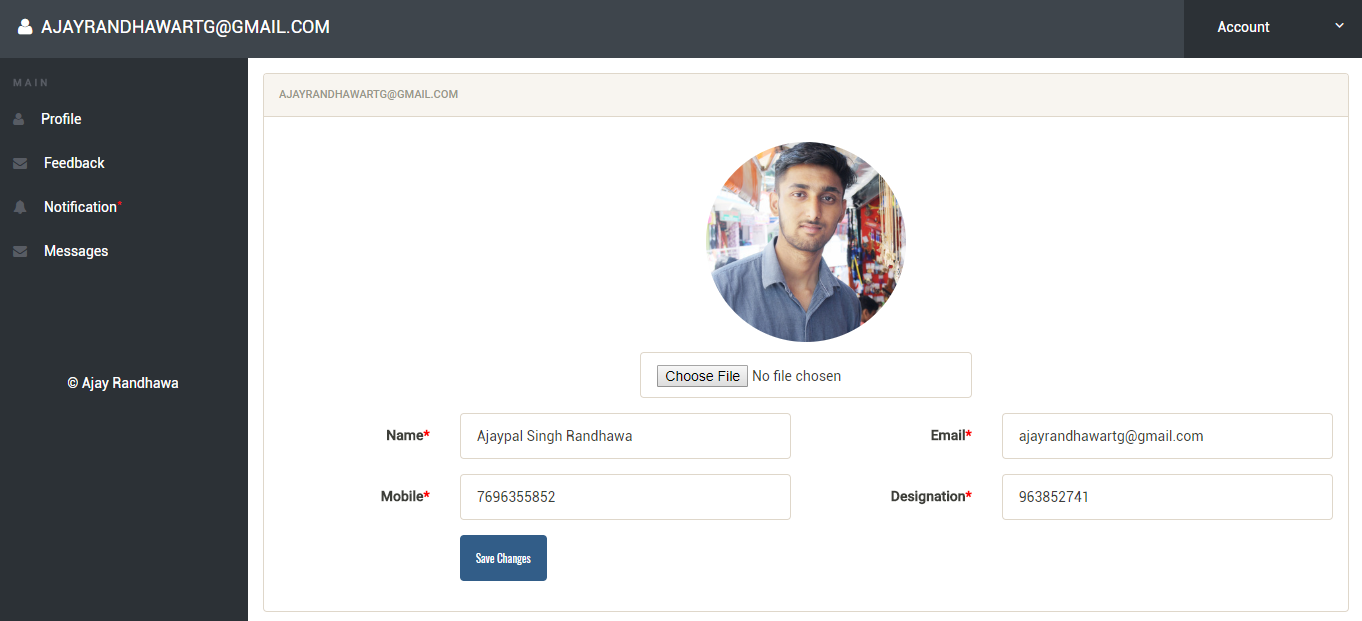 AJAYRANDHAWARTG@GMAIL.COM
Account
MAIN
Profile
Feedback
Notification*
Messages
© Ajay Randhawa
AJAYRANDHAWARTG@GMAIL.COM
Choose File No file chosen
Name* Ajaypal Singh Randhawa
Email* ajayrandhawartg@gmail.com
Mobile* 7696355852
Designation* 963852741
Save Changes